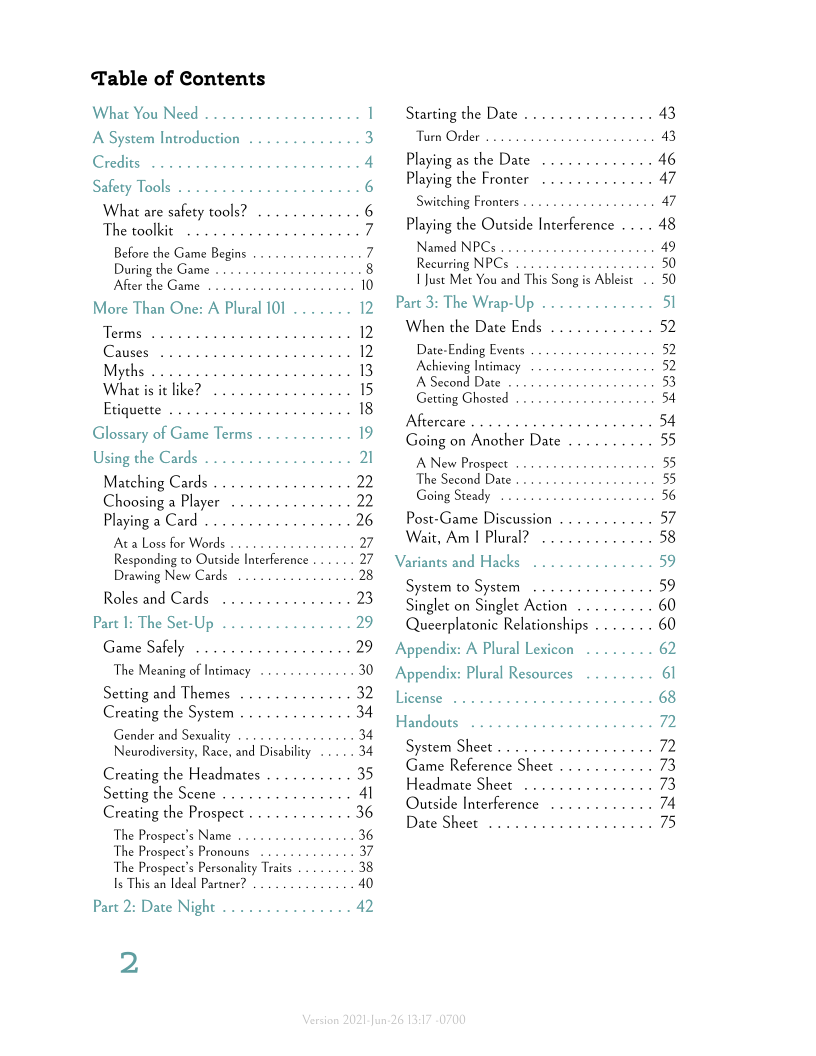 Table of Contents
What You Need . . . . . . . . . . . . . . . . . . 1
A System Introduction . . . . . . . . . . . . . 3
Credits . . . . . . . . . . . . . . . . . . . . . . . . 4
Safety Tools . . . . . . . . . . . . . . . . . . . . . 6
What are safety tools? . . . . . . . . . . . . 6
The toolkit . . . . . . . . . . . . . . . . . . . . 7
Before the Game Begins . . . . . . . . . . . . . . . 7
During the Game . . . . . . . . . . . . . . . . . . . . 8
After the Game . . . . . . . . . . . . . . . . . . . . 10
More Than One: A Plural 101 . . . . . . . 12
Terms . . . . . . . . . . . . . . . . . . . . . . . 12
Causes . . . . . . . . . . . . . . . . . . . . . . 12
Myths . . . . . . . . . . . . . . . . . . . . . . . 13
What is it like? . . . . . . . . . . . . . . . . 15
Etiquette . . . . . . . . . . . . . . . . . . . . . 18
Glossary of Game Terms . . . . . . . . . . . 19
Using the Cards . . . . . . . . . . . . . . . . . 21
Matching Cards . . . . . . . . . . . . . . . . 22
Choosing a Player . . . . . . . . . . . . . . 22
Playing a Card . . . . . . . . . . . . . . . . . 26
At a Loss for Words . . . . . . . . . . . . . . . . . 27
Responding to Outside Interference . . . . . . 27
Drawing New Cards . . . . . . . . . . . . . . . . 28
Roles and Cards . . . . . . . . . . . . . . . 23
Part 1: The Set-Up . . . . . . . . . . . . . . . 29
Game Safely . . . . . . . . . . . . . . . . . . 29
The Meaning of Intimacy . . . . . . . . . . . . . 30
Setting and Themes . . . . . . . . . . . . . 32
Creating the System . . . . . . . . . . . . . 34
Gender and Sexuality . . . . . . . . . . . . . . . . 34
Neurodiversity, Race, and Disability . . . . . 34
Creating the Headmates . . . . . . . . . . 35
Setting the Scene . . . . . . . . . . . . . . . 41
Creating the Prospect . . . . . . . . . . . . 36
The Prospect's Name . . . . . . . . . . . . . . . . 36
The Prospect's Pronouns . . . . . . . . . . . . . 37
The Prospect's Personality Traits . . . . . . . . 38
Is This an Ideal Partner? . . . . . . . . . . . . . . 40
Part 2: Date Night . . . . . . . . . . . . . . . 42
Starting the Date . . . . . . . . . . . . . . . 43
Turn Order . . . . . . . . . . . . . . . . . . . . . . . 43
Playing as the Date . . . . . . . . . . . . . 46
Playing the Fronter . . . . . . . . . . . . . 47
Switching Fronters . . . . . . . . . . . . . . . . . . 47
Playing the Outside Interference . . . . 48
Named NPCs . . . . . . . . . . . . . . . . . . . . . 49
Recurring NPCs . . . . . . . . . . . . . . . . . . . 50
I Just Met You and This Song is Ableist . . 50
Part 3: The Wrap-Up . . . . . . . . . . . . . 51
When the Date Ends . . . . . . . . . . . . 52
Date-Ending Events . . . . . . . . . . . . . . . . . 52
Achieving Intimacy . . . . . . . . . . . . . . . . . 52
A Second Date . . . . . . . . . . . . . . . . . . . . 53
Getting Ghosted . . . . . . . . . . . . . . . . . . . 54
Aftercare . . . . . . . . . . . . . . . . . . . . . 54
Going on Another Date . . . . . . . . . . 55
A New Prospect . . . . . . . . . . . . . . . . . . . 55
The Second Date . . . . . . . . . . . . . . . . . . . 55
Going Steady . . . . . . . . . . . . . . . . . . . . . 56
Post-Game Discussion . . . . . . . . . . . 57
Wait, Am I Plural? . . . . . . . . . . . . . 58
Variants and Hacks . . . . . . . . . . . . . . 59
System to System . . . . . . . . . . . . . . 59
Singlet on Singlet Action . . . . . . . . . 60
Queerplatonic Relationships . . . . . . . 60
Appendix: A Plural Lexicon . . . . . . . . 62
Appendix: Plural Resources . . . . . . . . 61
License . . . . . . . . . . . . . . . . . . . . . . . 68
Handouts . . . . . . . . . . . . . . . . . . . . . 72
System Sheet . . . . . . . . . . . . . . . . . . 72
Game Reference Sheet . . . . . . . . . . . 73
Headmate Sheet . . . . . . . . . . . . . . . 73
Outside Interference . . . . . . . . . . . . 74
Date Sheet . . . . . . . . . . . . . . . . . . . 75
2
Version 2021-Jun-26 13:17 -0700